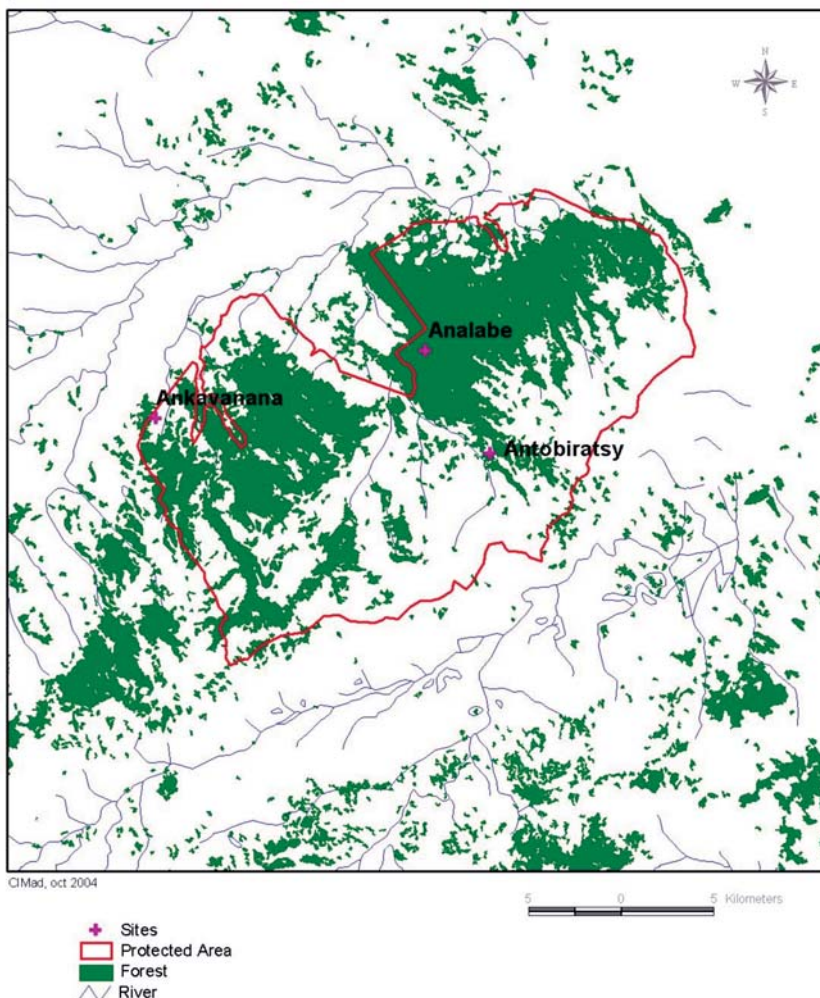 N
W E
S
Analabe
Ankavanana
Antobiratsy
CIMad, oct 2004
5 0 5 Kilometers
Sites
Protected Area
Forest
River